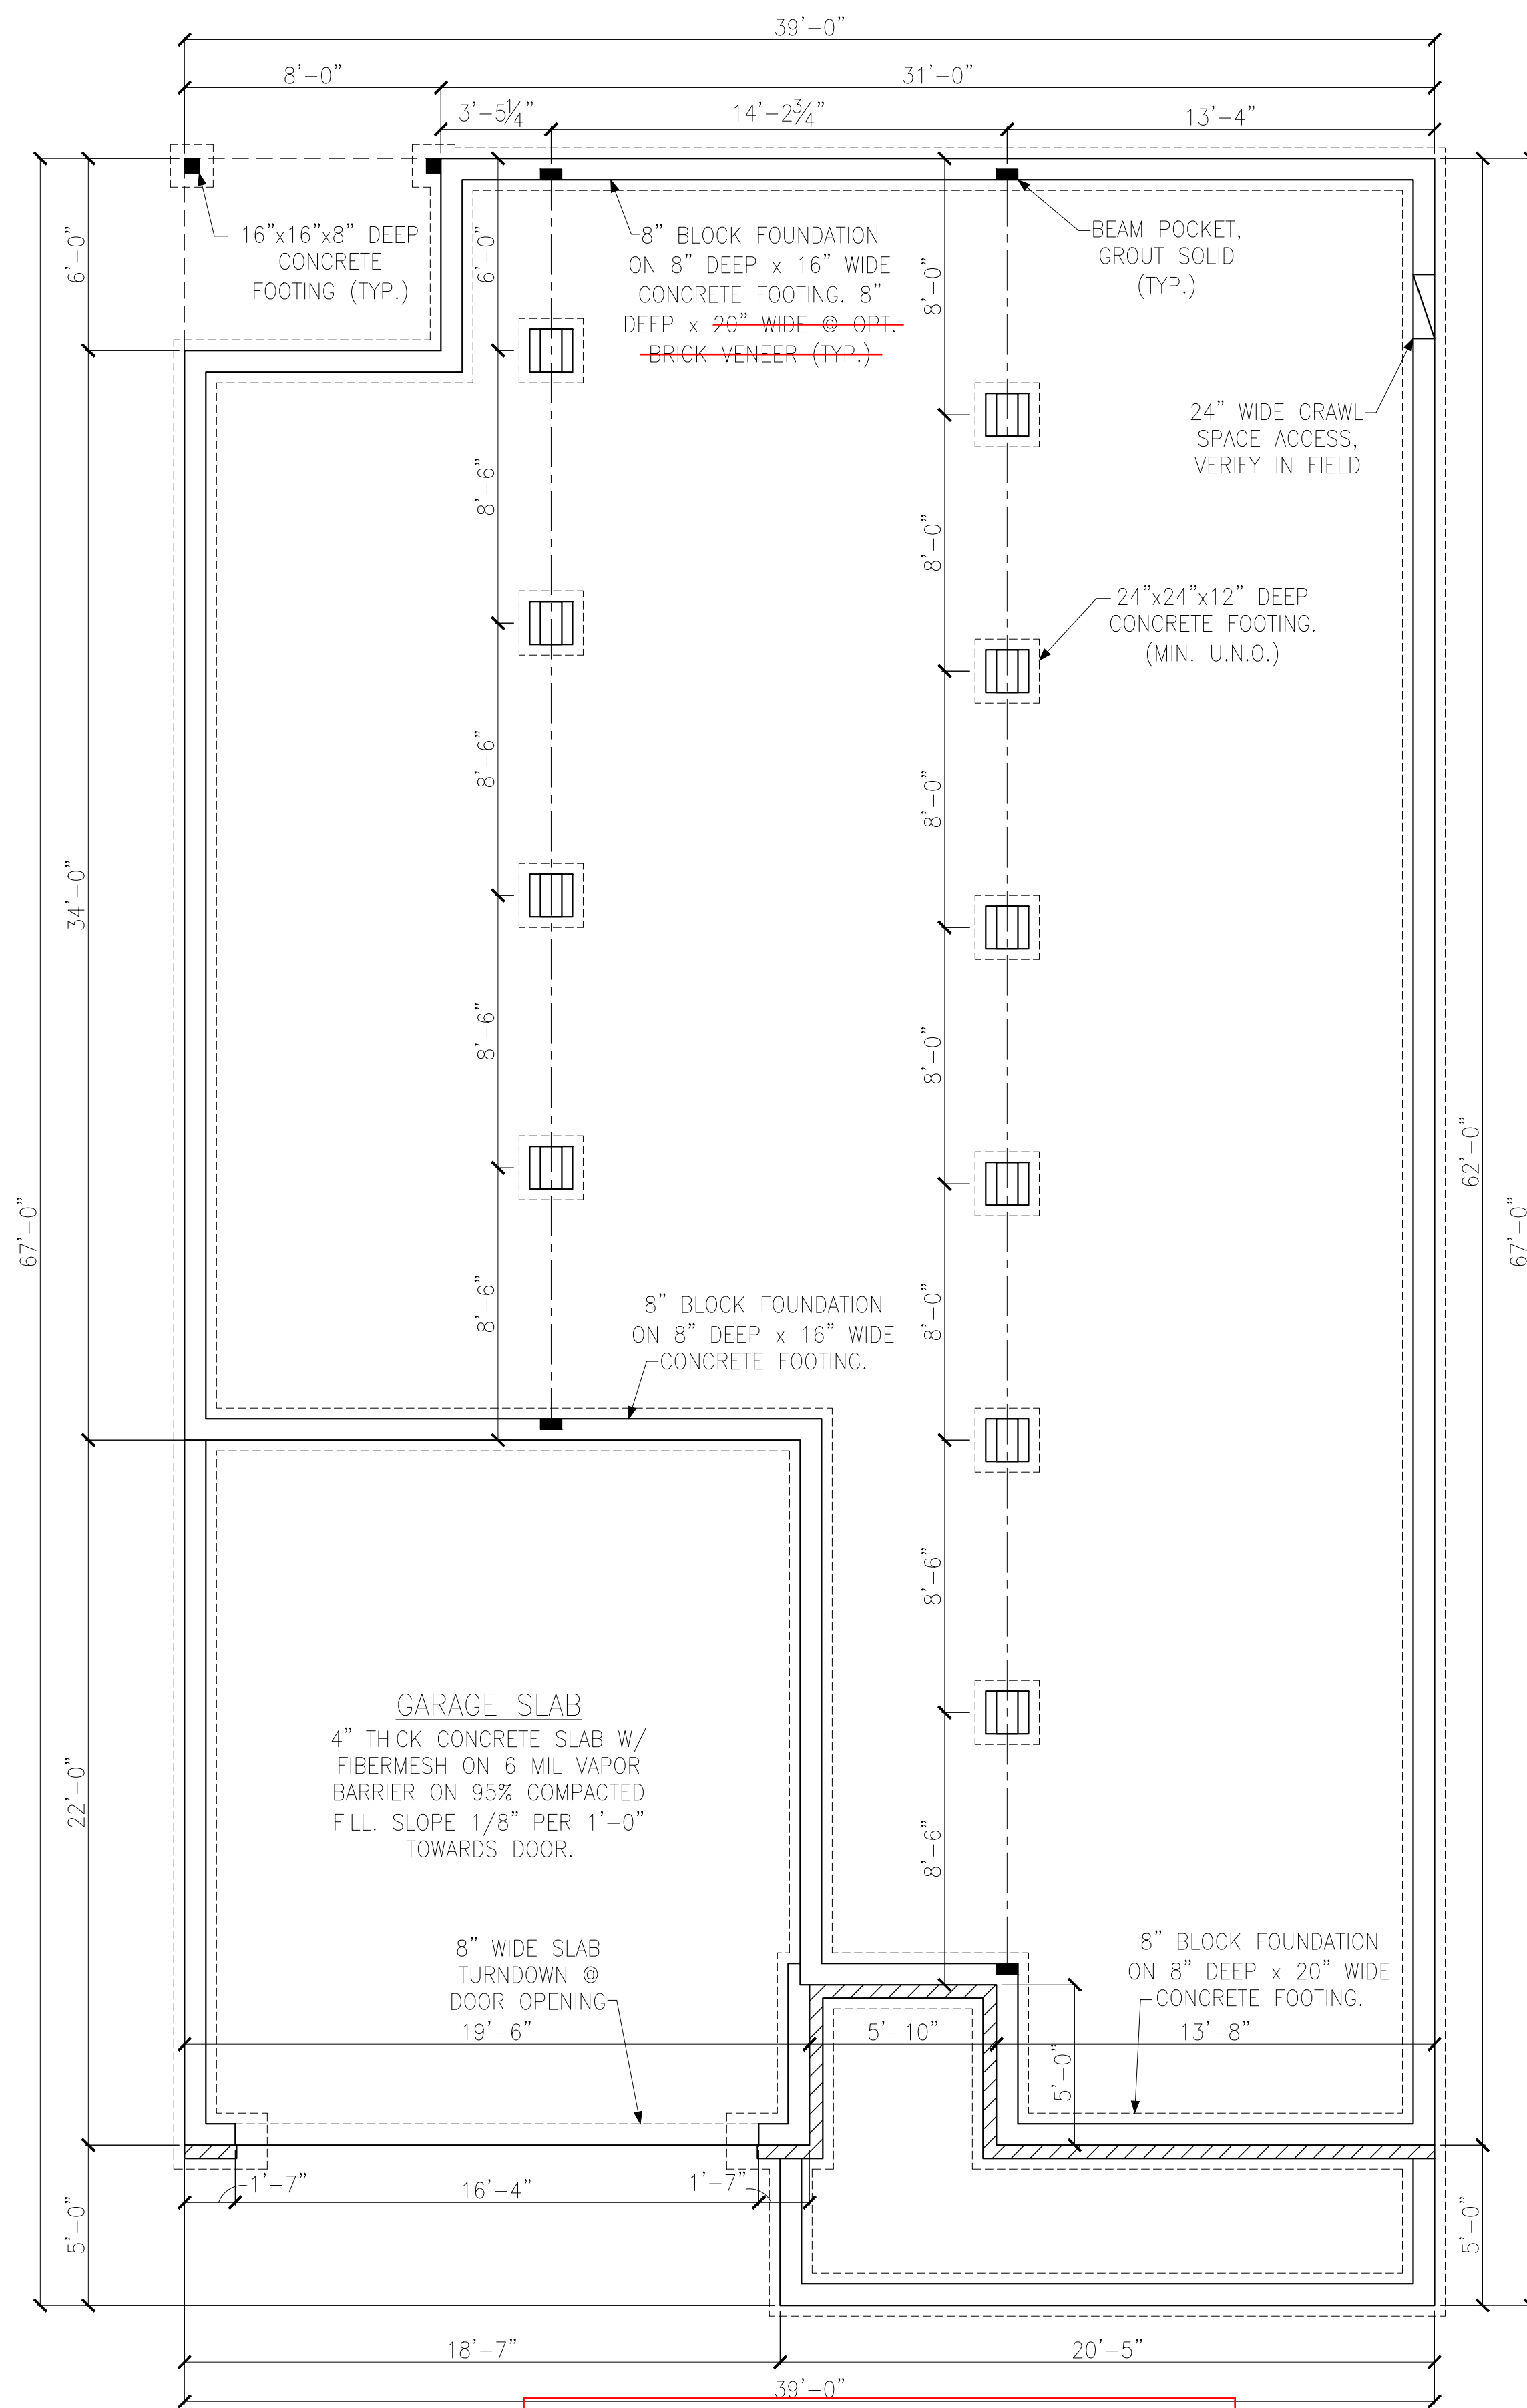 39'-0"
8'-0"
31'-0"
3'-5¼"
14'-2¾"
13'-4"
6'-0"
16"x16"x8" DEEP
CONCRETE
FOOTING (TYP.)
6'-0"
8" BLOCK FOUNDATION
ON 8" DEEP x 16" WIDE
CONCRETE FOOTING. 8"
DEEP x 20" WIDE @ OPT.
BRICK VENEER (TYP.)
8'-0"
BEAM POCKET,
GROUT SOLID
(TYP.)
24" WIDE CRAWL
SPACE ACCESS,
VERIFY IN FIELD
8'-6"
8'-0"
24"x24"x12" DEEP
CONCRETE FOOTING.
(MIN. U.N.O.)
8'-6"
8'-0"
34'-0"
8'-6"
8'-0"
62'-0"
67'-0"
67'-0"
8'-6"
8'-0"
8" BLOCK FOUNDATION
ON 8" DEEP x 16" WIDE
CONCRETE FOOTING.
8'-6"
GARAGE SLAB
4" THICK CONCRETE SLAB W/
FIBERMESH ON 6 MIL VAPOR
BARRIER ON 95% COMPACTED
FILL. SLOPE 1/8" PER 1'-0"
TOWARDS DOOR.
22'-0"
8'-6"
8" WIDE SLAB
TURNDOWN @
DOOR OPENING
8" BLOCK FOUNDATION
ON 8" DEEP x 20" WIDE
CONCRETE FOOTING.
19'-6"
5'-10"
13'-8"
5'-0"
1'-7"
16'-4"
1'-7"
5'-0"
5'-0"
18'-7"
20'-5"
39'-0"